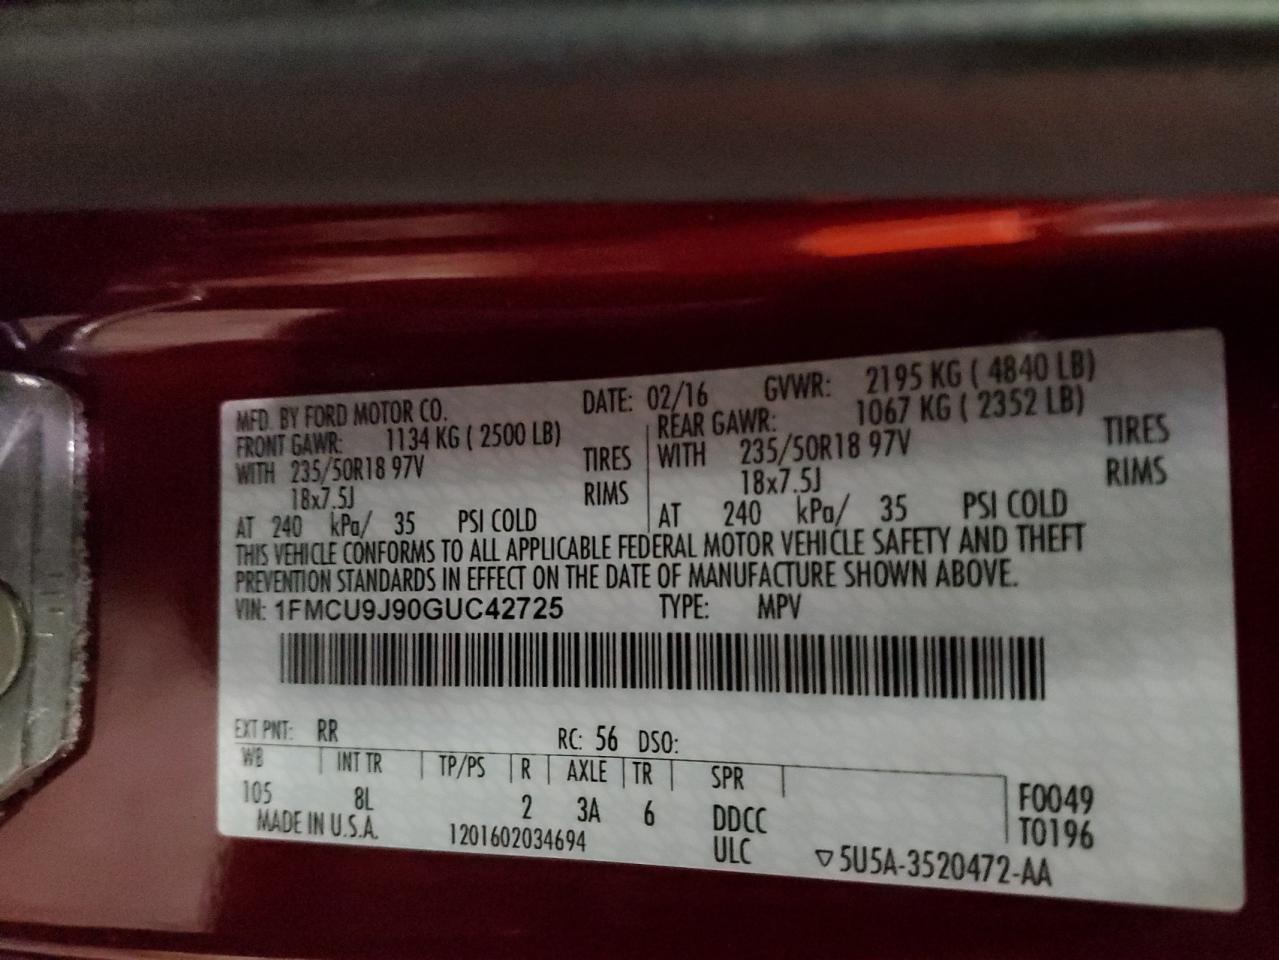 MFD. BY FORD MOTOR CO. DATE: 02/16 GVWR: 2195 KG ( 4840 LB)
FRONT GAWR: 1134 KG ( 2500 LB) REAR GAWR: 1067 KG ( 2352 LB)
WITH 235/50R18 97V TIRES WITH 235/50R18 97V TIRES
18x7.5J RIMS 18x7.5J RIMS
AT 240 kPa/ 35 PSI COLD AT 240 kPa/ 35 PSI COLD
THIS VEHICLE CONFORMS TO ALL APPLICABLE FEDERAL MOTOR VEHICLE SAFETY AND THEFT
PREVENTION STANDARDS IN EFFECT ON THE DATE OF MANUFACTURE SHOWN ABOVE.
VIN: 1FMCU9J90GUC42725 TYPE: MPV
EXT PNT: RR RC: 56 DSO:
WB INT TR TP/PS R AXLE TR SPR
105 8L 2 3A 6 DDCC F0049
MADE IN U.S.A. 1201602034694 ULC T0196
▽5U5A-3520472-AA